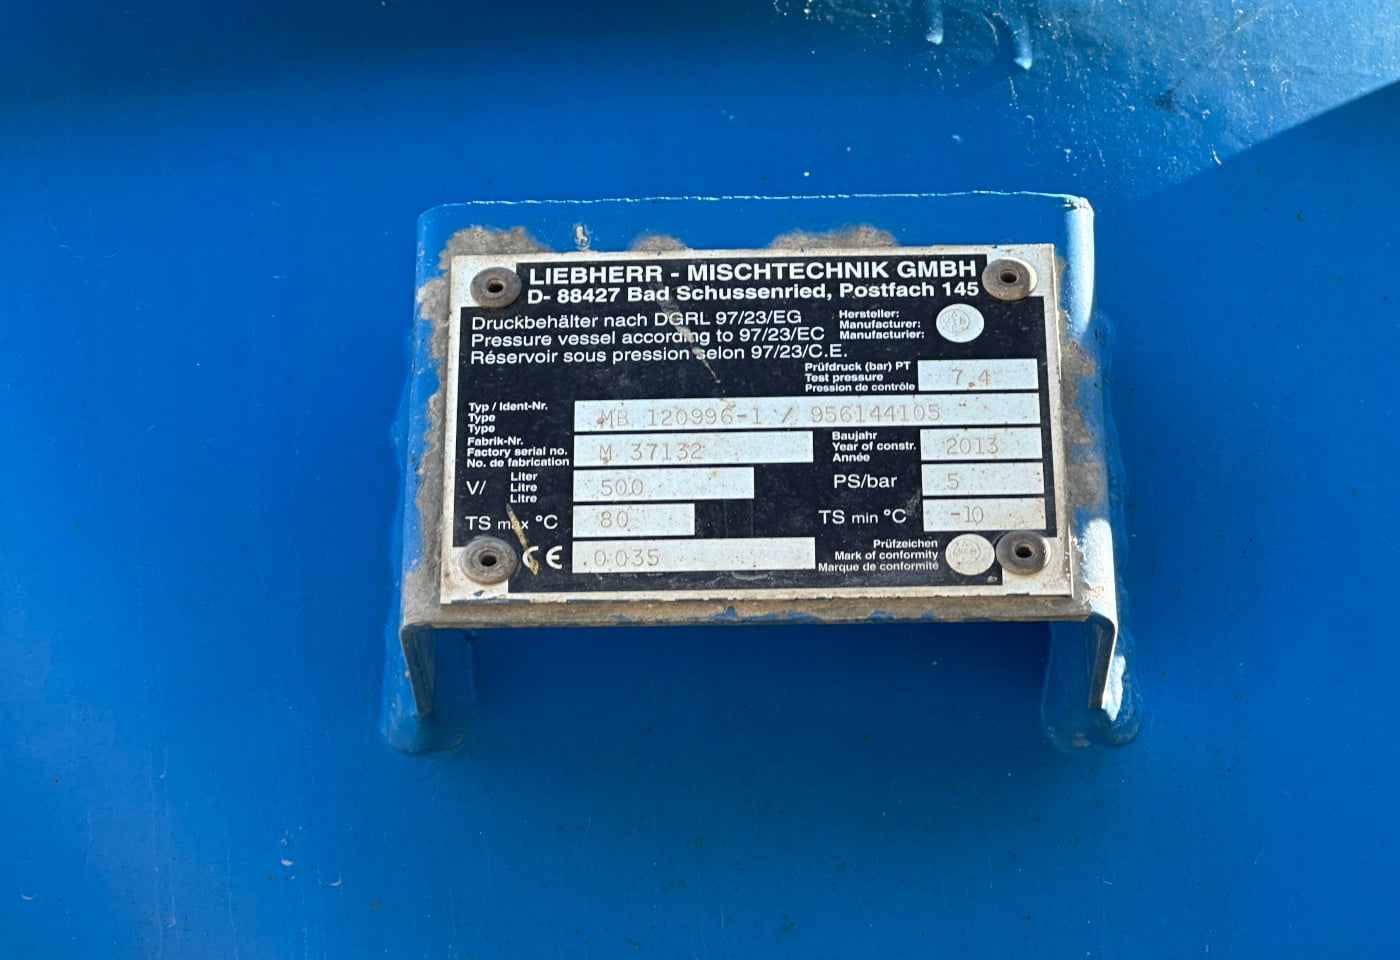 LIEBHERR - MISCHTECHNIK GMBH
D- 88427 Bad Schussenried, Postfach 145
Druckbehälter nach DGRL 97/23/EG
Pressure vessel according to 97/23/EC
Réservoir sous pression selon 97/23/C.E.
Hersteller:
Manufacturer:
Manufacturier:
Prüfdruck (bar) PT
Test pressure
Pression de contrôle
7.4
Typ / Ident-Nr.
Type
Type
MB 120996-1 / 956144105
Fabrik-Nr.
Factory serial no.
No. de fabrication
M 37132
Baujahr
Year of constr.
Année
2013
V/
Liter
Litre
Litre
500
PS/bar
5
TS max °C
80
TS min °C
-10
CE
0035
Prüfzeichen
Mark of conformity
Marque de conformité